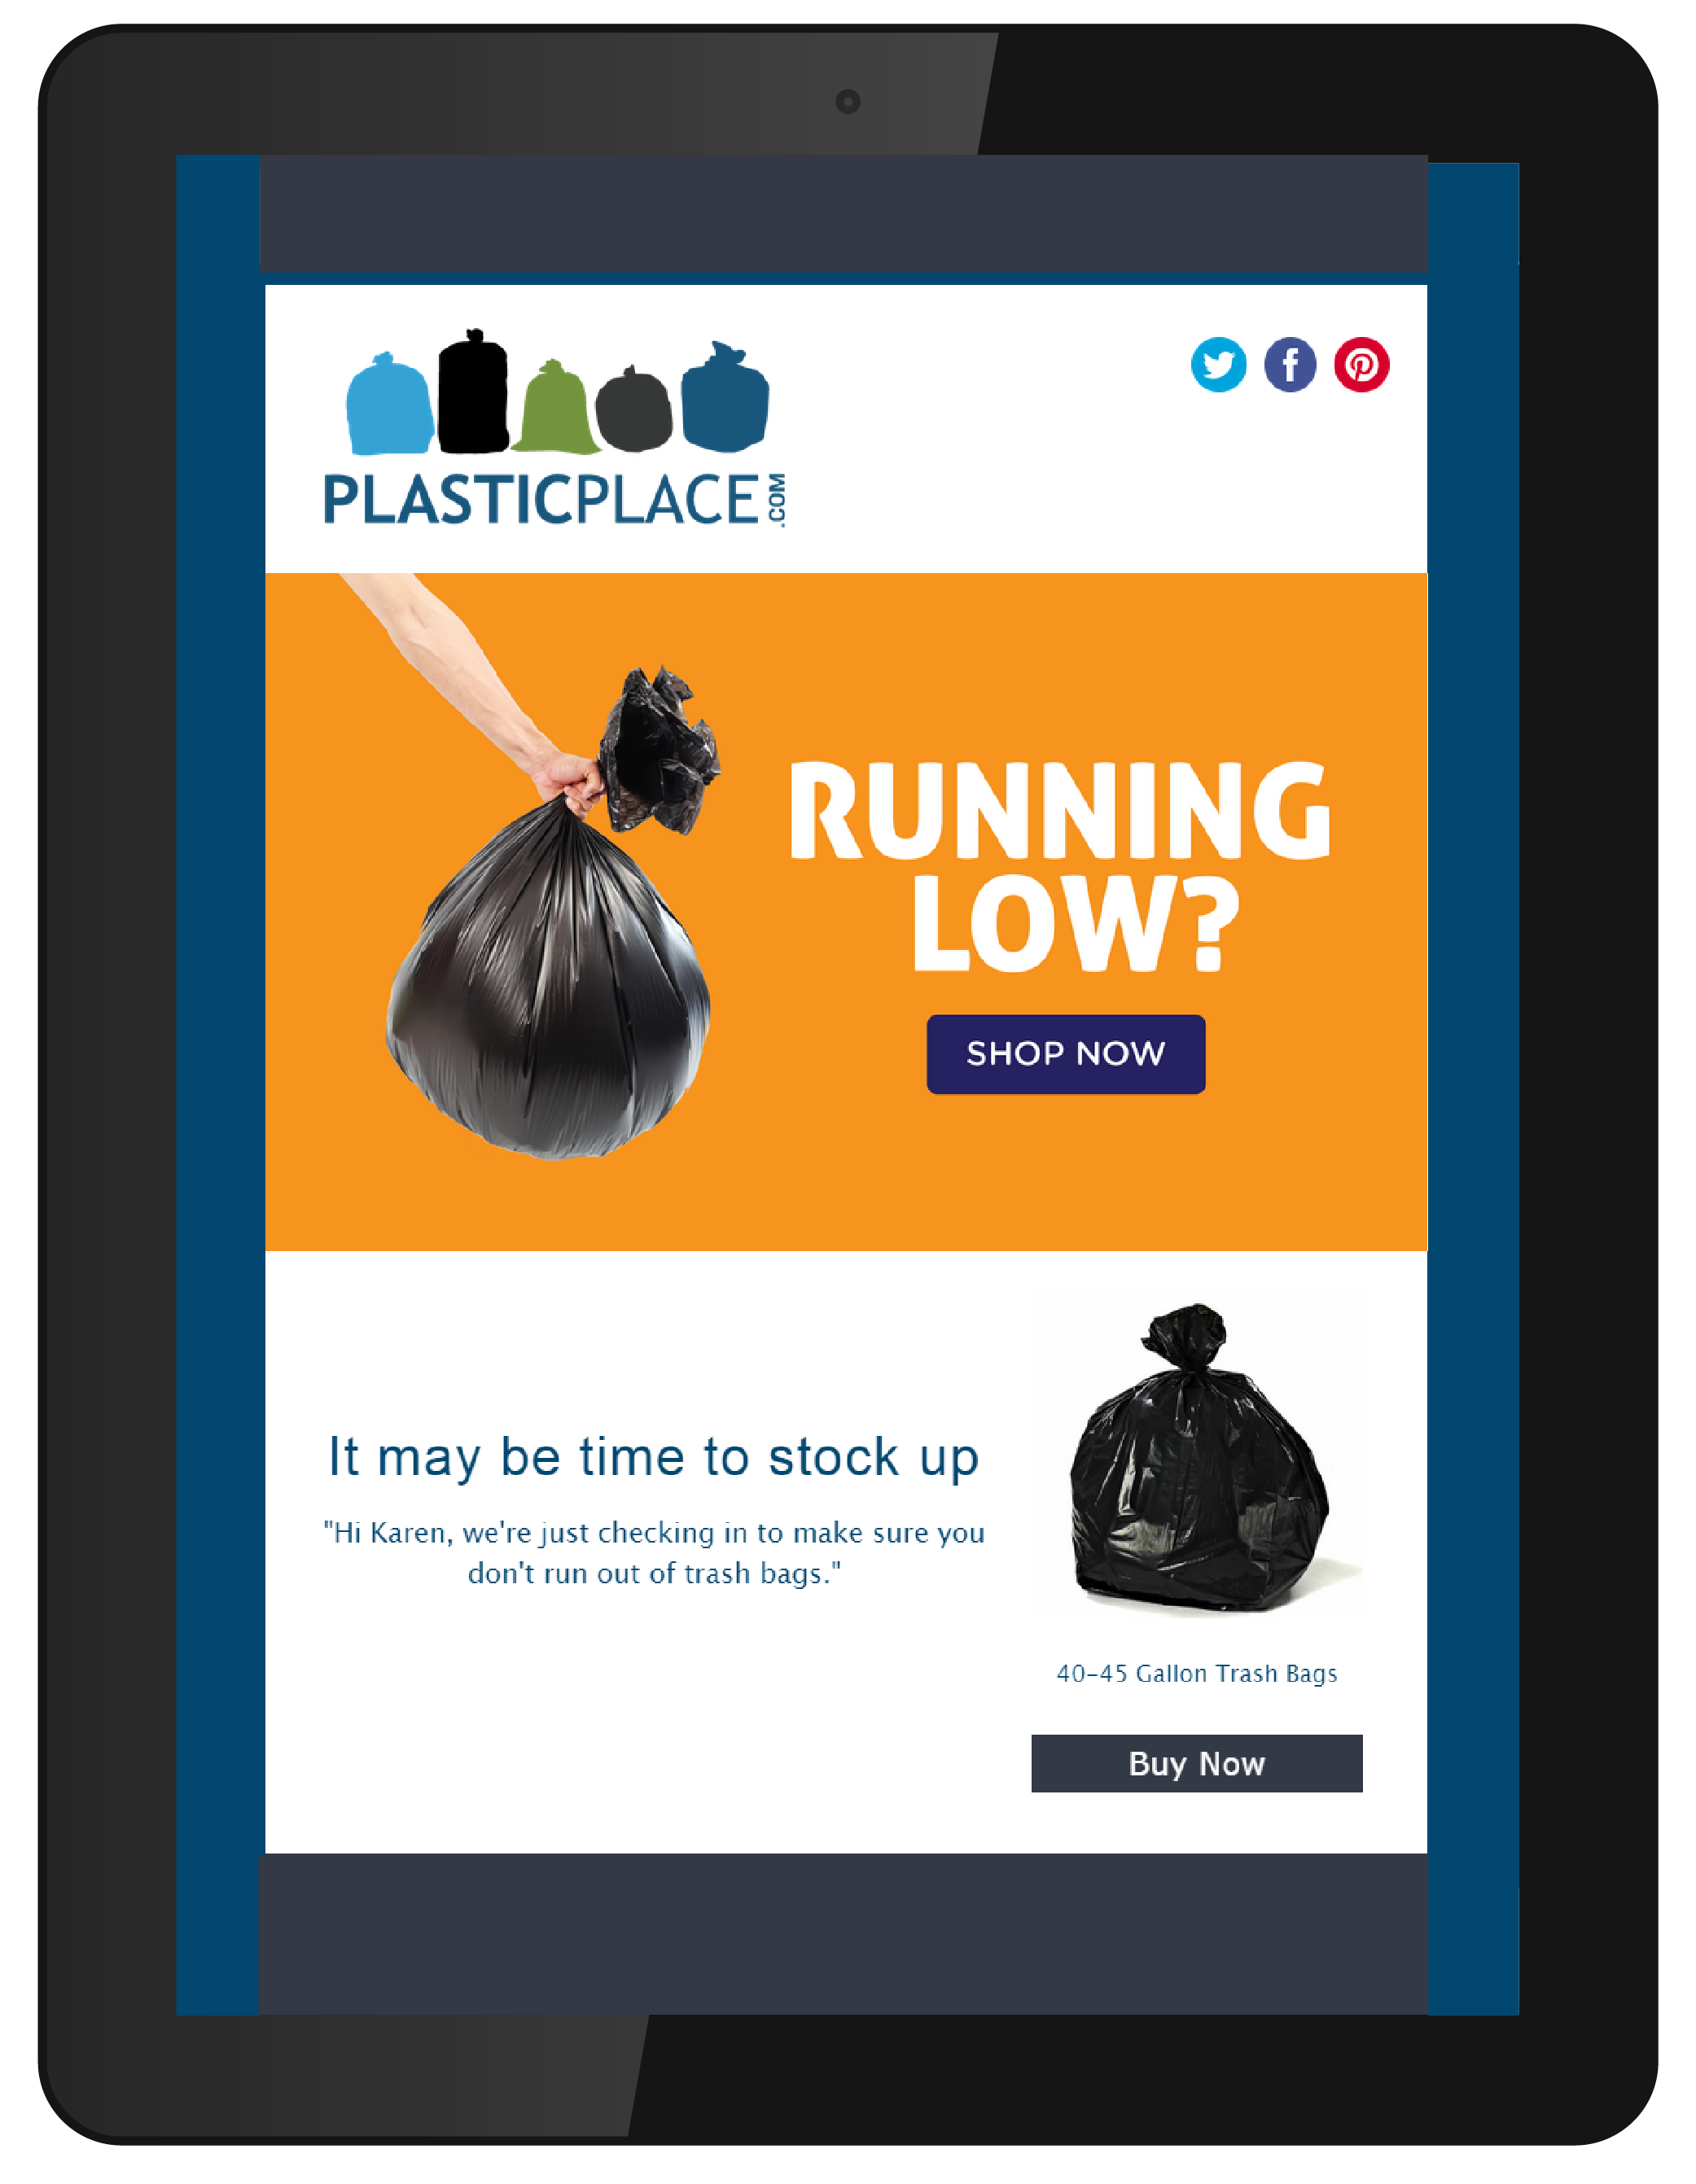 PLASTICPLACE.COM
RUNNING
LOW?
SHOP NOW
It may be time to stock up
"Hi Karen, we're just checking in to make sure you
don't run out of trash bags."
40-45 Gallon Trash Bags
Buy Now